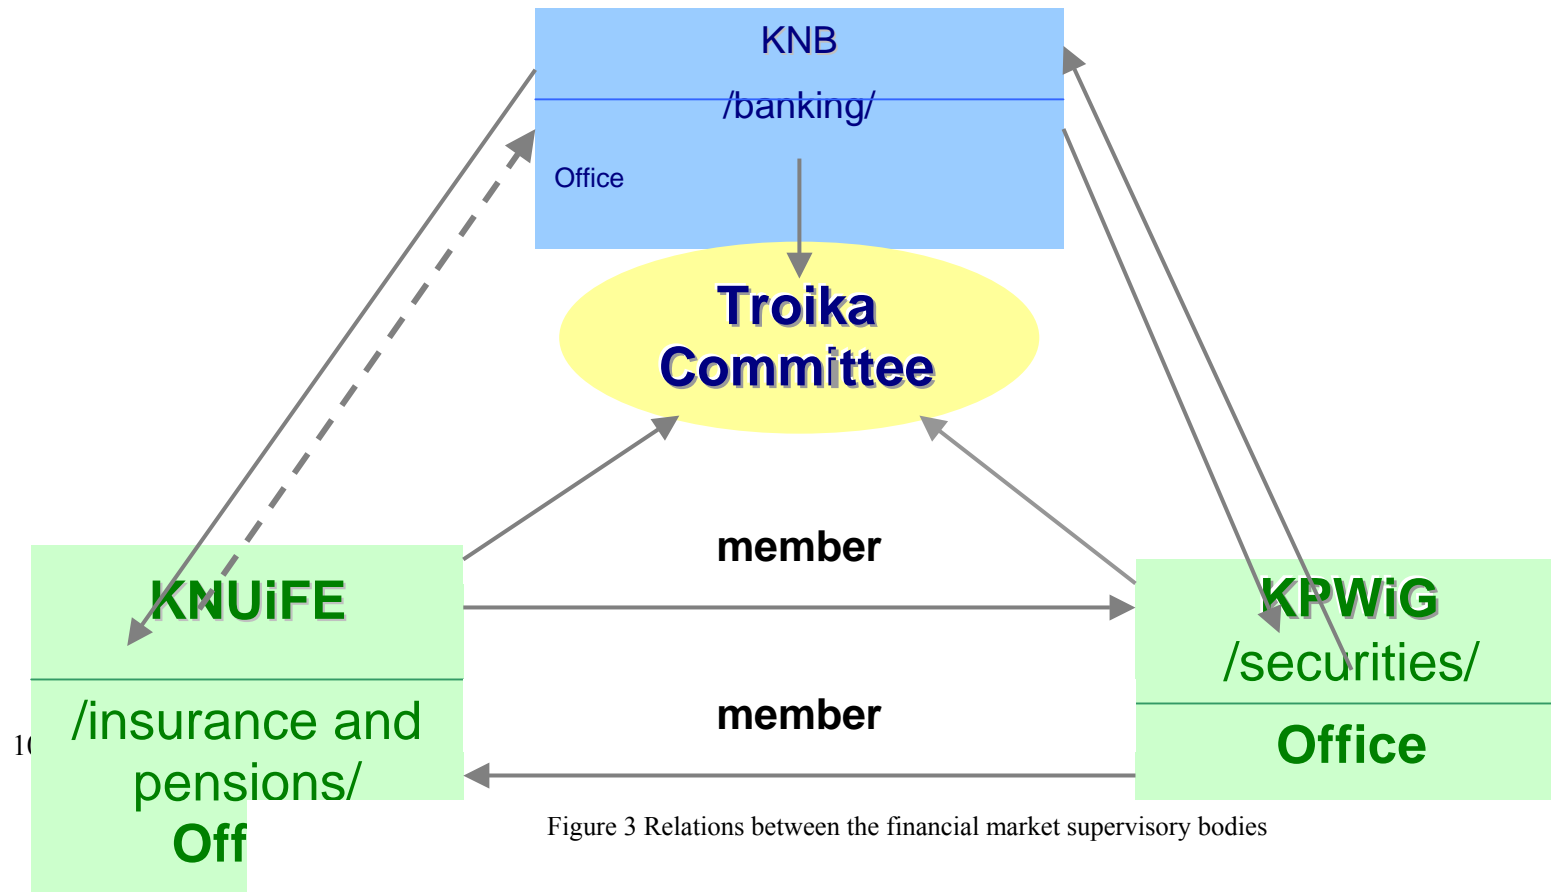 KNB
/banking/
Office
Troika
Committee
member
KNUiFE
KPWiG
/securities/
/insurance and
pensions/
member
Office
10
Off
Figure 3 Relations between the financial market supervisory bodies